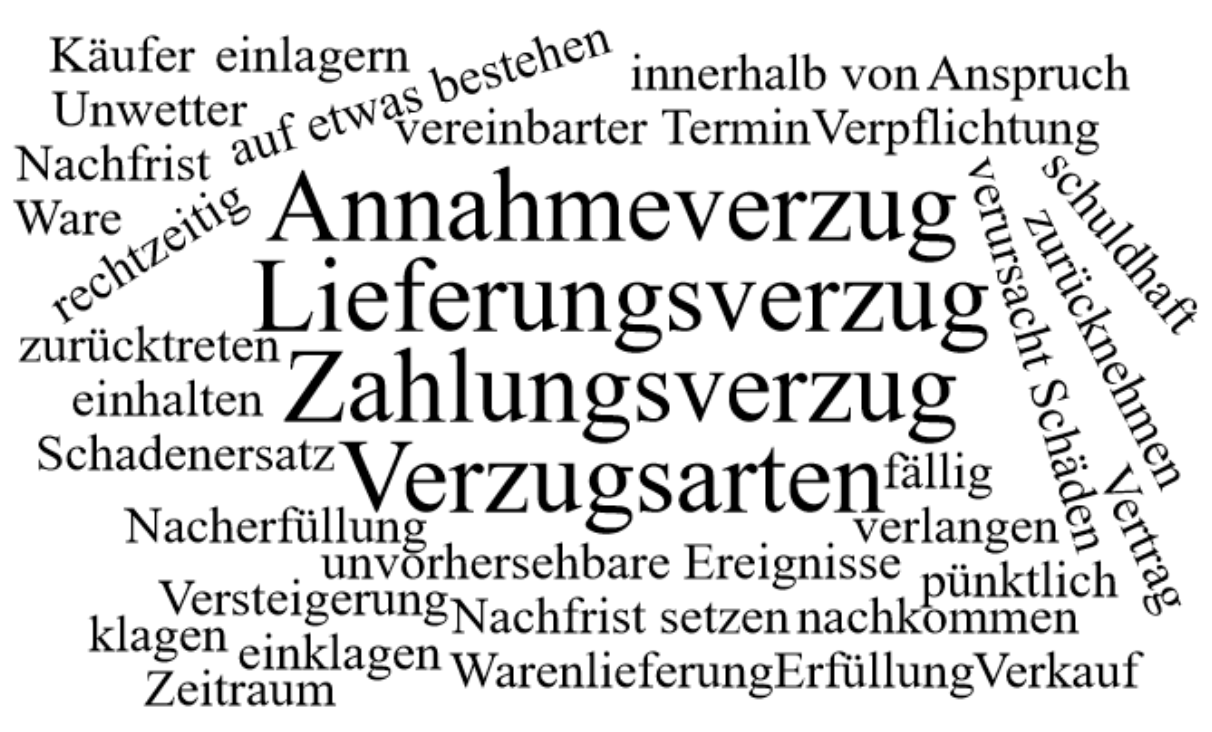 Käufer einlagern
auf etwas bestehen
innerhalb von Anspruch
Unwetter
vereinbarter Termin Verpflichtung
Nachfrist
Ware
rechtzeitig
Annahmeverzug
verursacht Schäden
zurücknehmen
schuldhaft
Lieferungsverzug
zurücktreten
Zahlungsverzug
einhalten
Schadenersatz
Verzugsarten
fällig
Vertrag
Nacherfüllung
verlangen
unvorhersehbare Ereignisse
pünktlich
Versteigerung
Nachfrist setzen nachkommen
klagen
einklagen
Warenlieferung Erfüllung Verkauf
Zeitraum